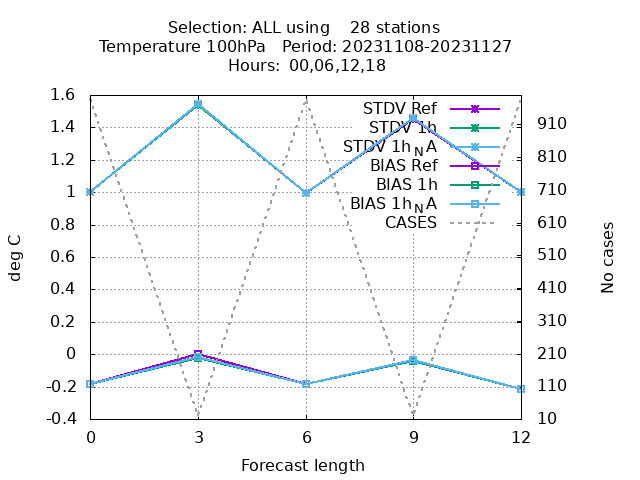 Selection: ALL using    28 stations
Temperature 100hPa   Period: 20231108-20231127
Hours:  00,06,12,18
STDV Ref
STDV 1h
STDV 1h_NA
BIAS Ref
BIAS 1h
BIAS 1h_NA
CASES
1.6
1.4
1.2
1
0.8
0.6
0.4
0.2
0
-0.2
-0.4
910
810
710
610
510
410
310
210
110
10
0
3
6
9
12
deg C
No cases
Forecast length